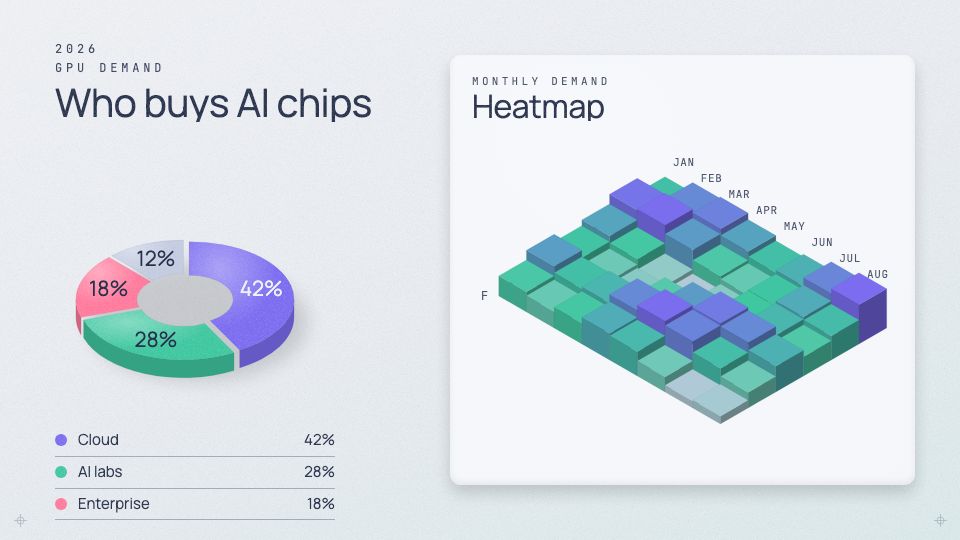 2026
GPU DEMAND
Who buys AI chips
12%
18%
42%
28%
Cloud 42%
AI labs 28%
Enterprise 18%
MONTHLY DEMAND
Heatmap
JAN
FEB
MAR
APR
MAY
JUN
JUL
AUG
F